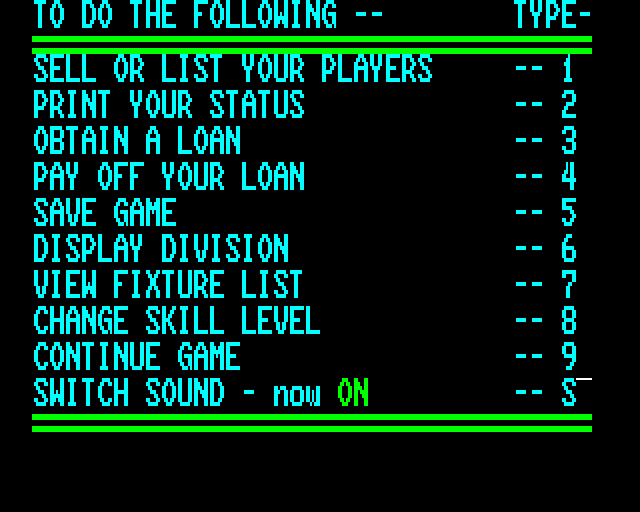 TO DO THE FOLLOWING -- TYPE-
SELL OR LIST YOUR PLAYERS -- 1
PRINT YOUR STATUS -- 2
OBTAIN A LOAN -- 3
PAY OFF YOUR LOAN -- 4
SAVE GAME -- 5
DISPLAY DIVISION -- 6
VIEW FIXTURE LIST -- 7
CHANGE SKILL LEVEL -- 8
CONTINUE GAME -- 9
SWITCH SOUND - now ON -- S